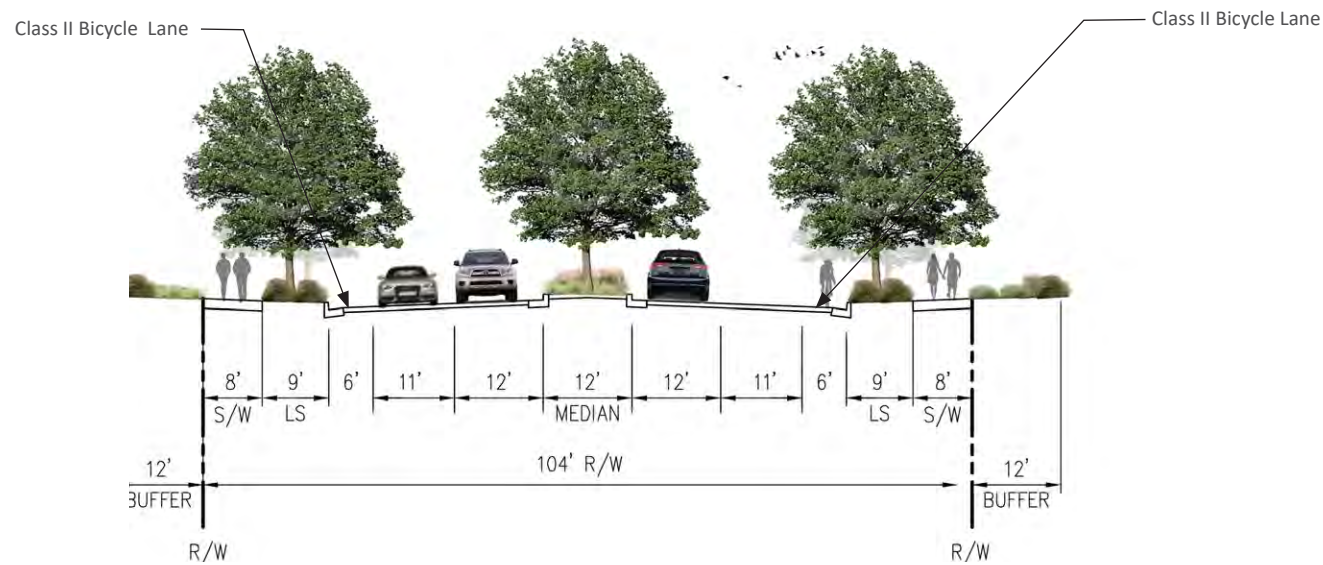 Class II Bicycle Lane
Class II Bicycle Lane
8' 9' 6' 11' 12' 12' 12' 11' 6' 9' 8'
S/W LS MEDIAN LS S/W
12' 104' R/W 12'
BUFFER BUFFER
R/W R/W